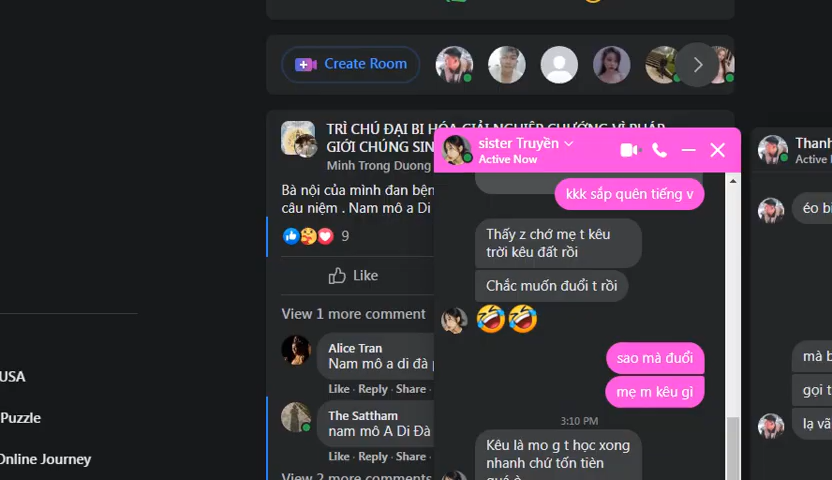 Create Room
TRÌ CHÚ ĐẠI BI HÓA GIẢI NGHIỆP CHƯỚNG VÌ PHÁP
GIỚI CHÚNG SIN
Minh Trong Duong
Bà nội của mình đan bện
câu niệm . Nam mô a Di
9
Like
View 1 more comment
Alice Tran
Nam mô a di đà p
Like · Reply · Share ·
The Sattham
nam mô A Di Đà
Like · Reply · Share ·
View 2 more comments
USA
Puzzle
Online Journey
sister Truyền
Active Now
kkk sắp quên tiếng v
Thấy z chớ mẹ t kêu
trời kêu đất rồi
Chắc muốn đuổi t rồi
sao mà đuổi
mẹ m kêu gì
3:10 PM
Kêu là mo g t học xong
nhanh chứ tốn tiền
quá ò
Thanh
Active
éo bi
mà b
gọi t
lạ vã